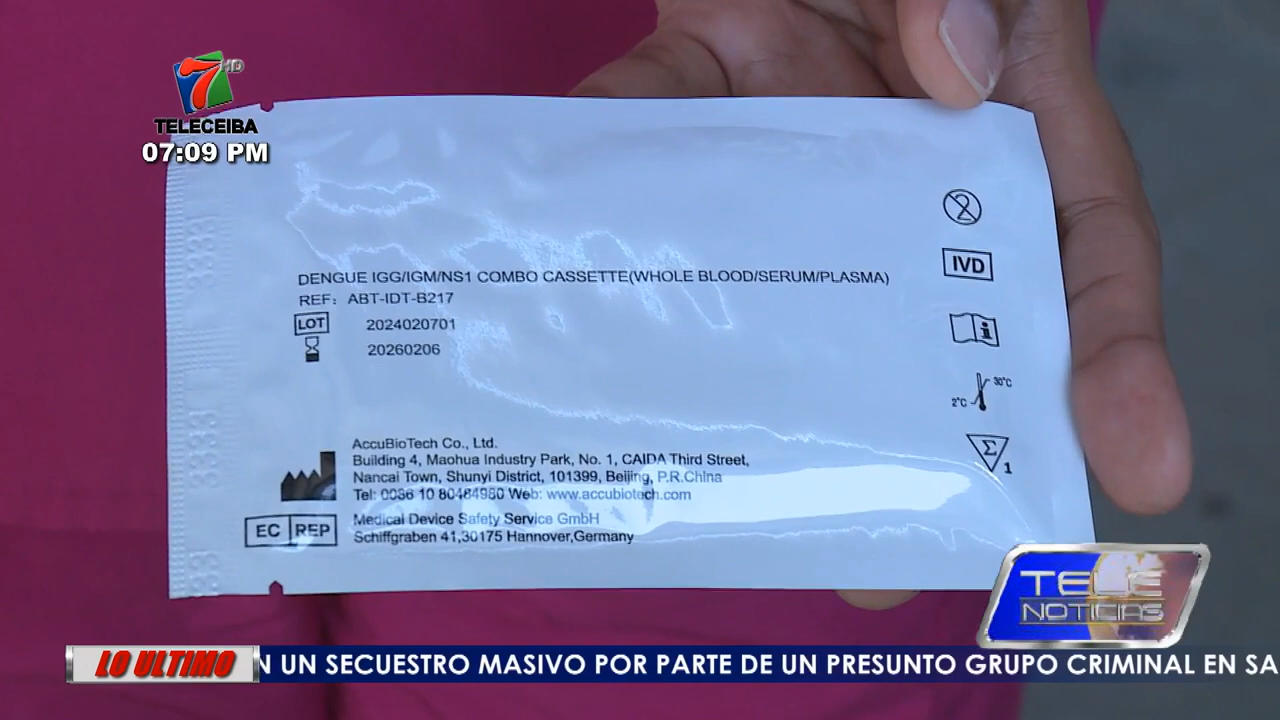 7 HD
TELECEIBA
07:09 PM
DENGUE IGG/IGM/NS1 COMBO CASSETTE(WHOLE BLOOD/SERUM/PLASMA)
REF: ABT-IDT-B217
LOT 2024020701
20260206
2
IVD
i
30°C
2°C
Σ 1
AccuBioTech Co., Ltd.
Building 4, Maohua Industry Park, No. 1, CAIDA Third Street,
Nancai Town, Shunyi District, 101399, Beijing, P.R.China
Tel: 0086 10 80484980 Web: www.accubiotech.com
EC REP
Medical Device Safety Service GmbH
Schiffgraben 41,30175 Hannover,Germany
TELE
NOTICIAS
LO ULTIMO
N UN SECUESTRO MASIVO POR PARTE DE UN PRESUNTO GRUPO CRIMINAL EN SA